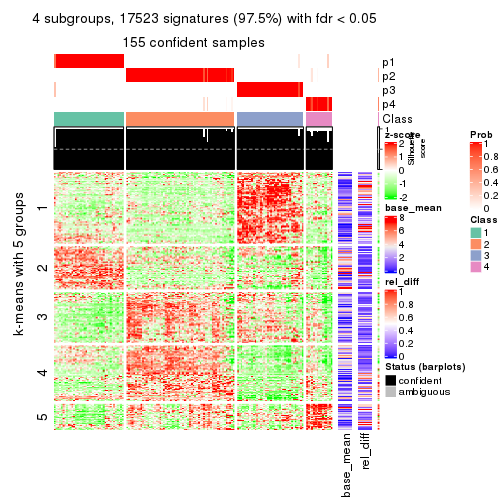 4 subgroups, 17523 signatures (97.5%) with fdr < 0.05
155 confident samples
p1
p2
p3
p4
Class
1
Silhouette
score
z-score
2
1
0
-1
-2
Prob
1
0.8
0.6
0.4
0.2
0
base_mean
8
6
4
2
0
Class
1
2
3
4
rel_diff
1
0.8
0.6
0.4
0.2
0
Status (barplots)
confident
ambiguous
k-means with 5 groups
1
2
3
4
5
base_mean
rel_diff